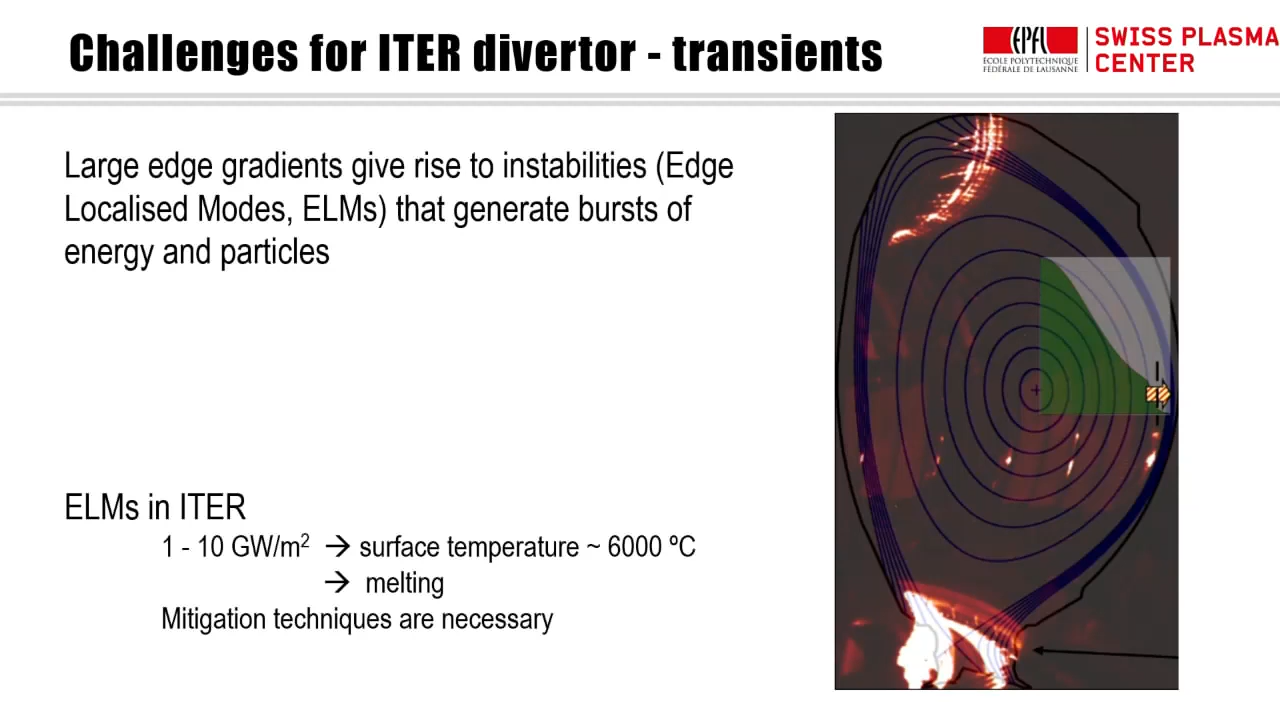 Challenges for ITER divertor - transients
EPFL
ÉCOLE POLYTECHNIQUE
FÉDÉRALE DE LAUSANNE
SWISS PLASMA
CENTER
Large edge gradients give rise to instabilities (Edge
Localised Modes, ELMs) that generate bursts of
energy and particles
ELMs in ITER
1 - 10 GW/m² → surface temperature ~ 6000 ºC
→ melting
Mitigation techniques are necessary